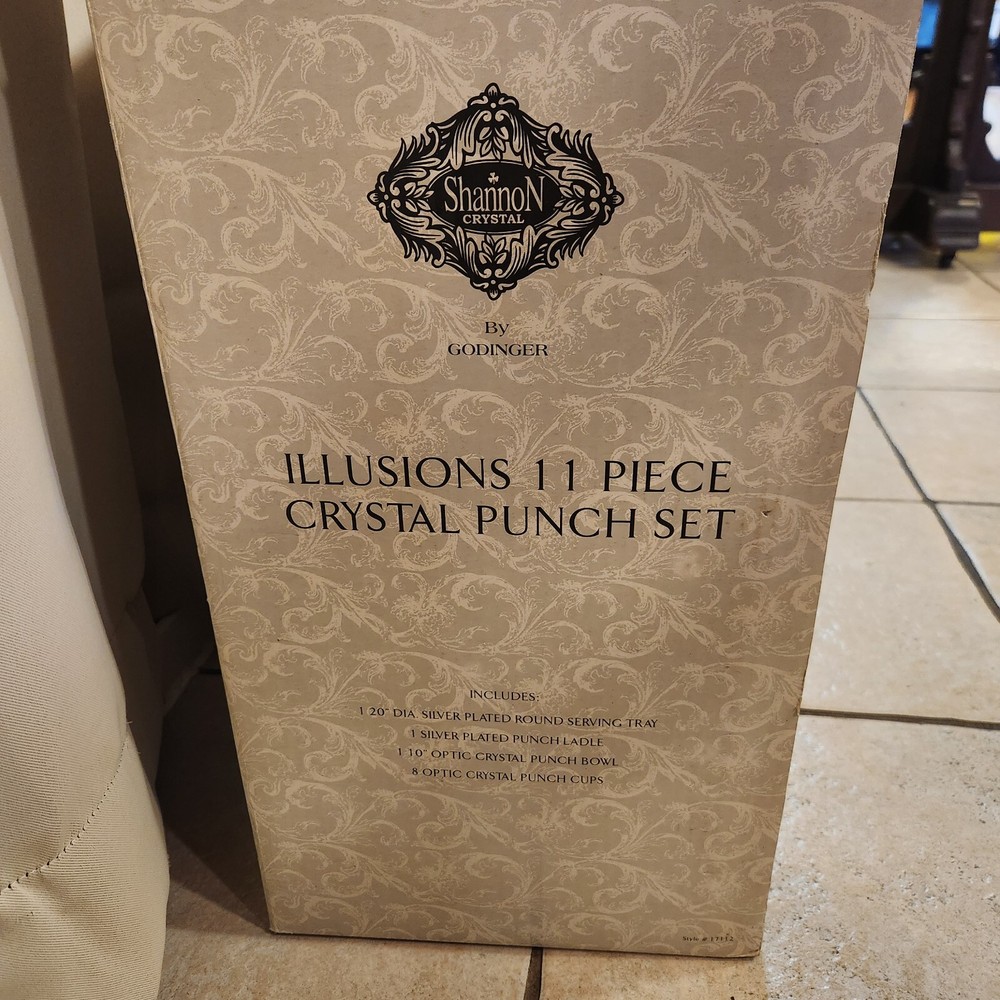 ShannoN
CRYSTAL
By
GODINGER
ILLUSIONS 11 PIECE
CRYSTAL PUNCH SET
INCLUDES:
1 20" DIA. SILVER PLATED ROUND SERVING TRAY
1 SILVER PLATED PUNCH LADLE
1 10" OPTIC CRYSTAL PUNCH BOWL
8 OPTIC CRYSTAL PUNCH CUPS
Style #